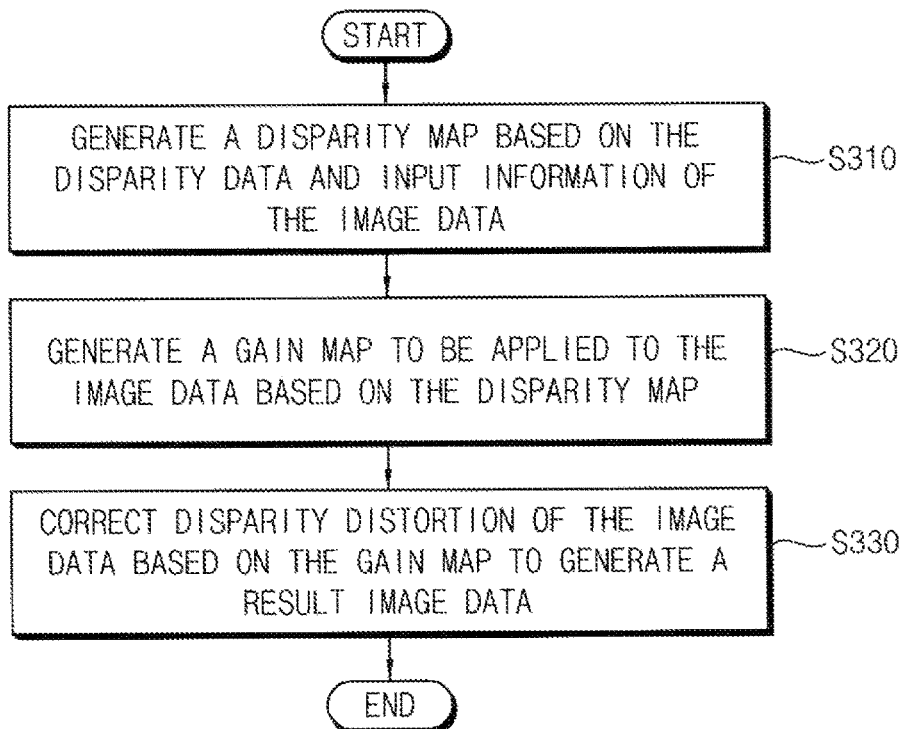 START
GENERATE A DISPARITY MAP BASED ON THE
DISPARITY DATA AND INPUT INFORMATION OF
THE IMAGE DATA
S310
GENERATE A GAIN MAP TO BE APPLIED TO THE
IMAGE DATA BASED ON THE DISPARITY MAP
S320
CORRECT DISPARITY DISTORTION OF THE IMAGE
DATA BASED ON THE GAIN MAP TO GENERATE A
RESULT IMAGE DATA
S330
END